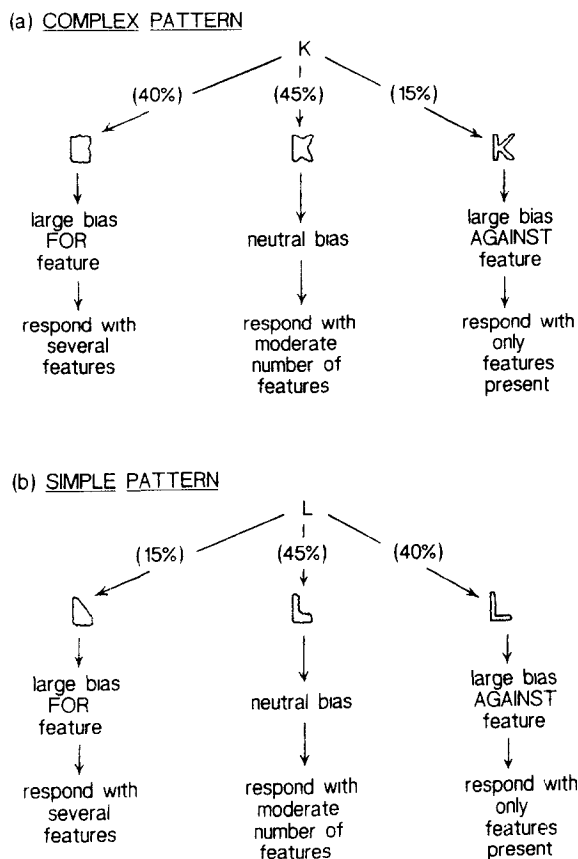 (a) COMPLEX PATTERN
K
(40%) (45%) (15%)
K
large bias
FOR
feature
neutral bias
large bias
AGAINST
feature
respond with
several
features
respond with
moderate
number of
features
respond with
only
features
present
(b) SIMPLE PATTERN
L
(15%) (45%) (40%)
L
L
large bias
FOR
feature
neutral bias
large bias
AGAINST
feature
respond with
several
features
respond with
moderate
number of
features
respond with
only
features
present